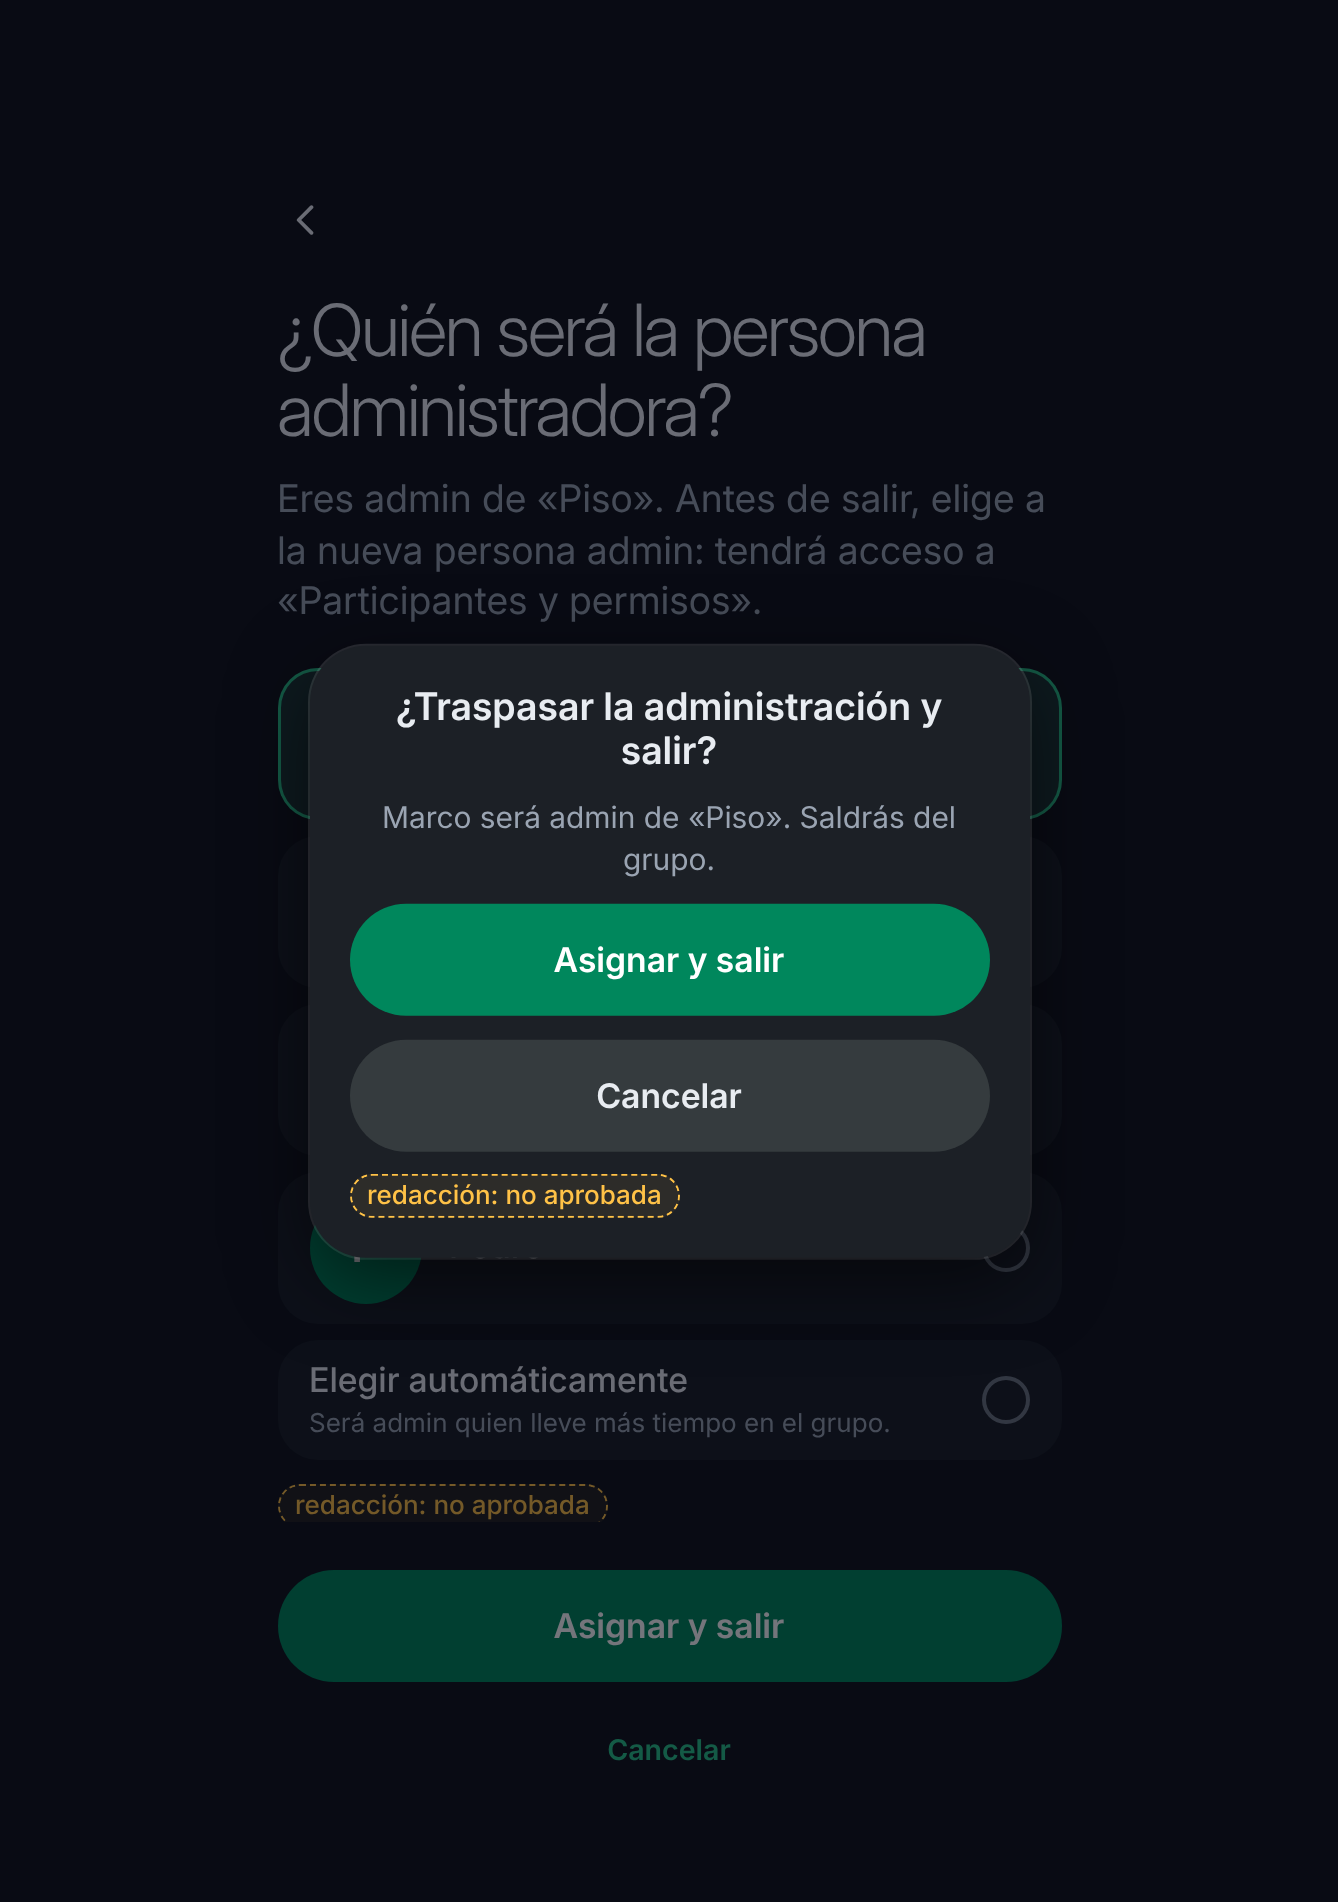 ¿Quién será la persona
administradora?
Eres admin de «Piso». Antes de salir, elige a
la nueva persona admin: tendrá acceso a
«Participantes y permisos».
¿Traspasar la administración y
salir?
Marco será admin de «Piso». Saldrás del
grupo.
Asignar y salir
Cancelar
redacción: no aprobada
Elegir automáticamente
Será admin quien lleve más tiempo en el grupo.
redacción: no aprobada
Asignar y salir
Cancelar